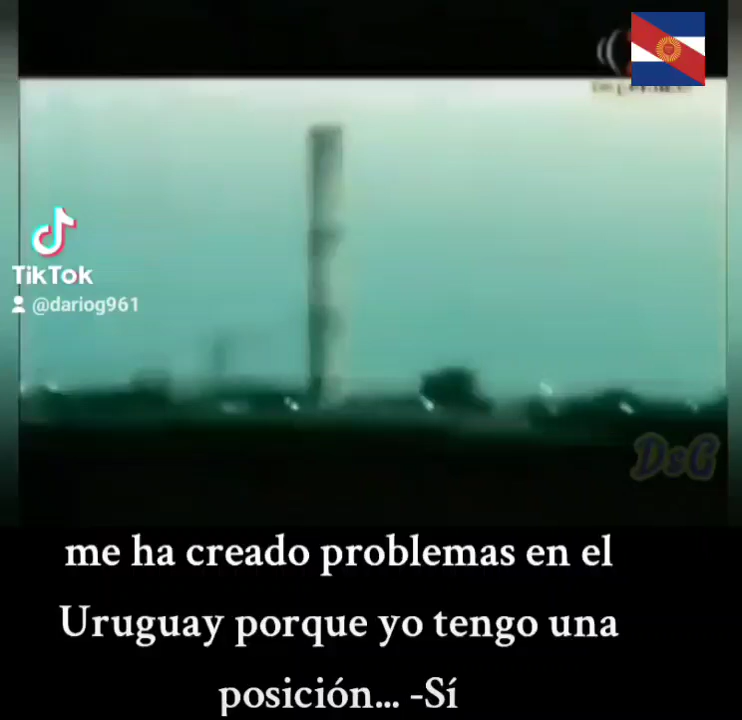 TikTok
@dariog961
DsG
me ha creado problemas en el
Uruguay porque yo tengo una
posición... -Sí